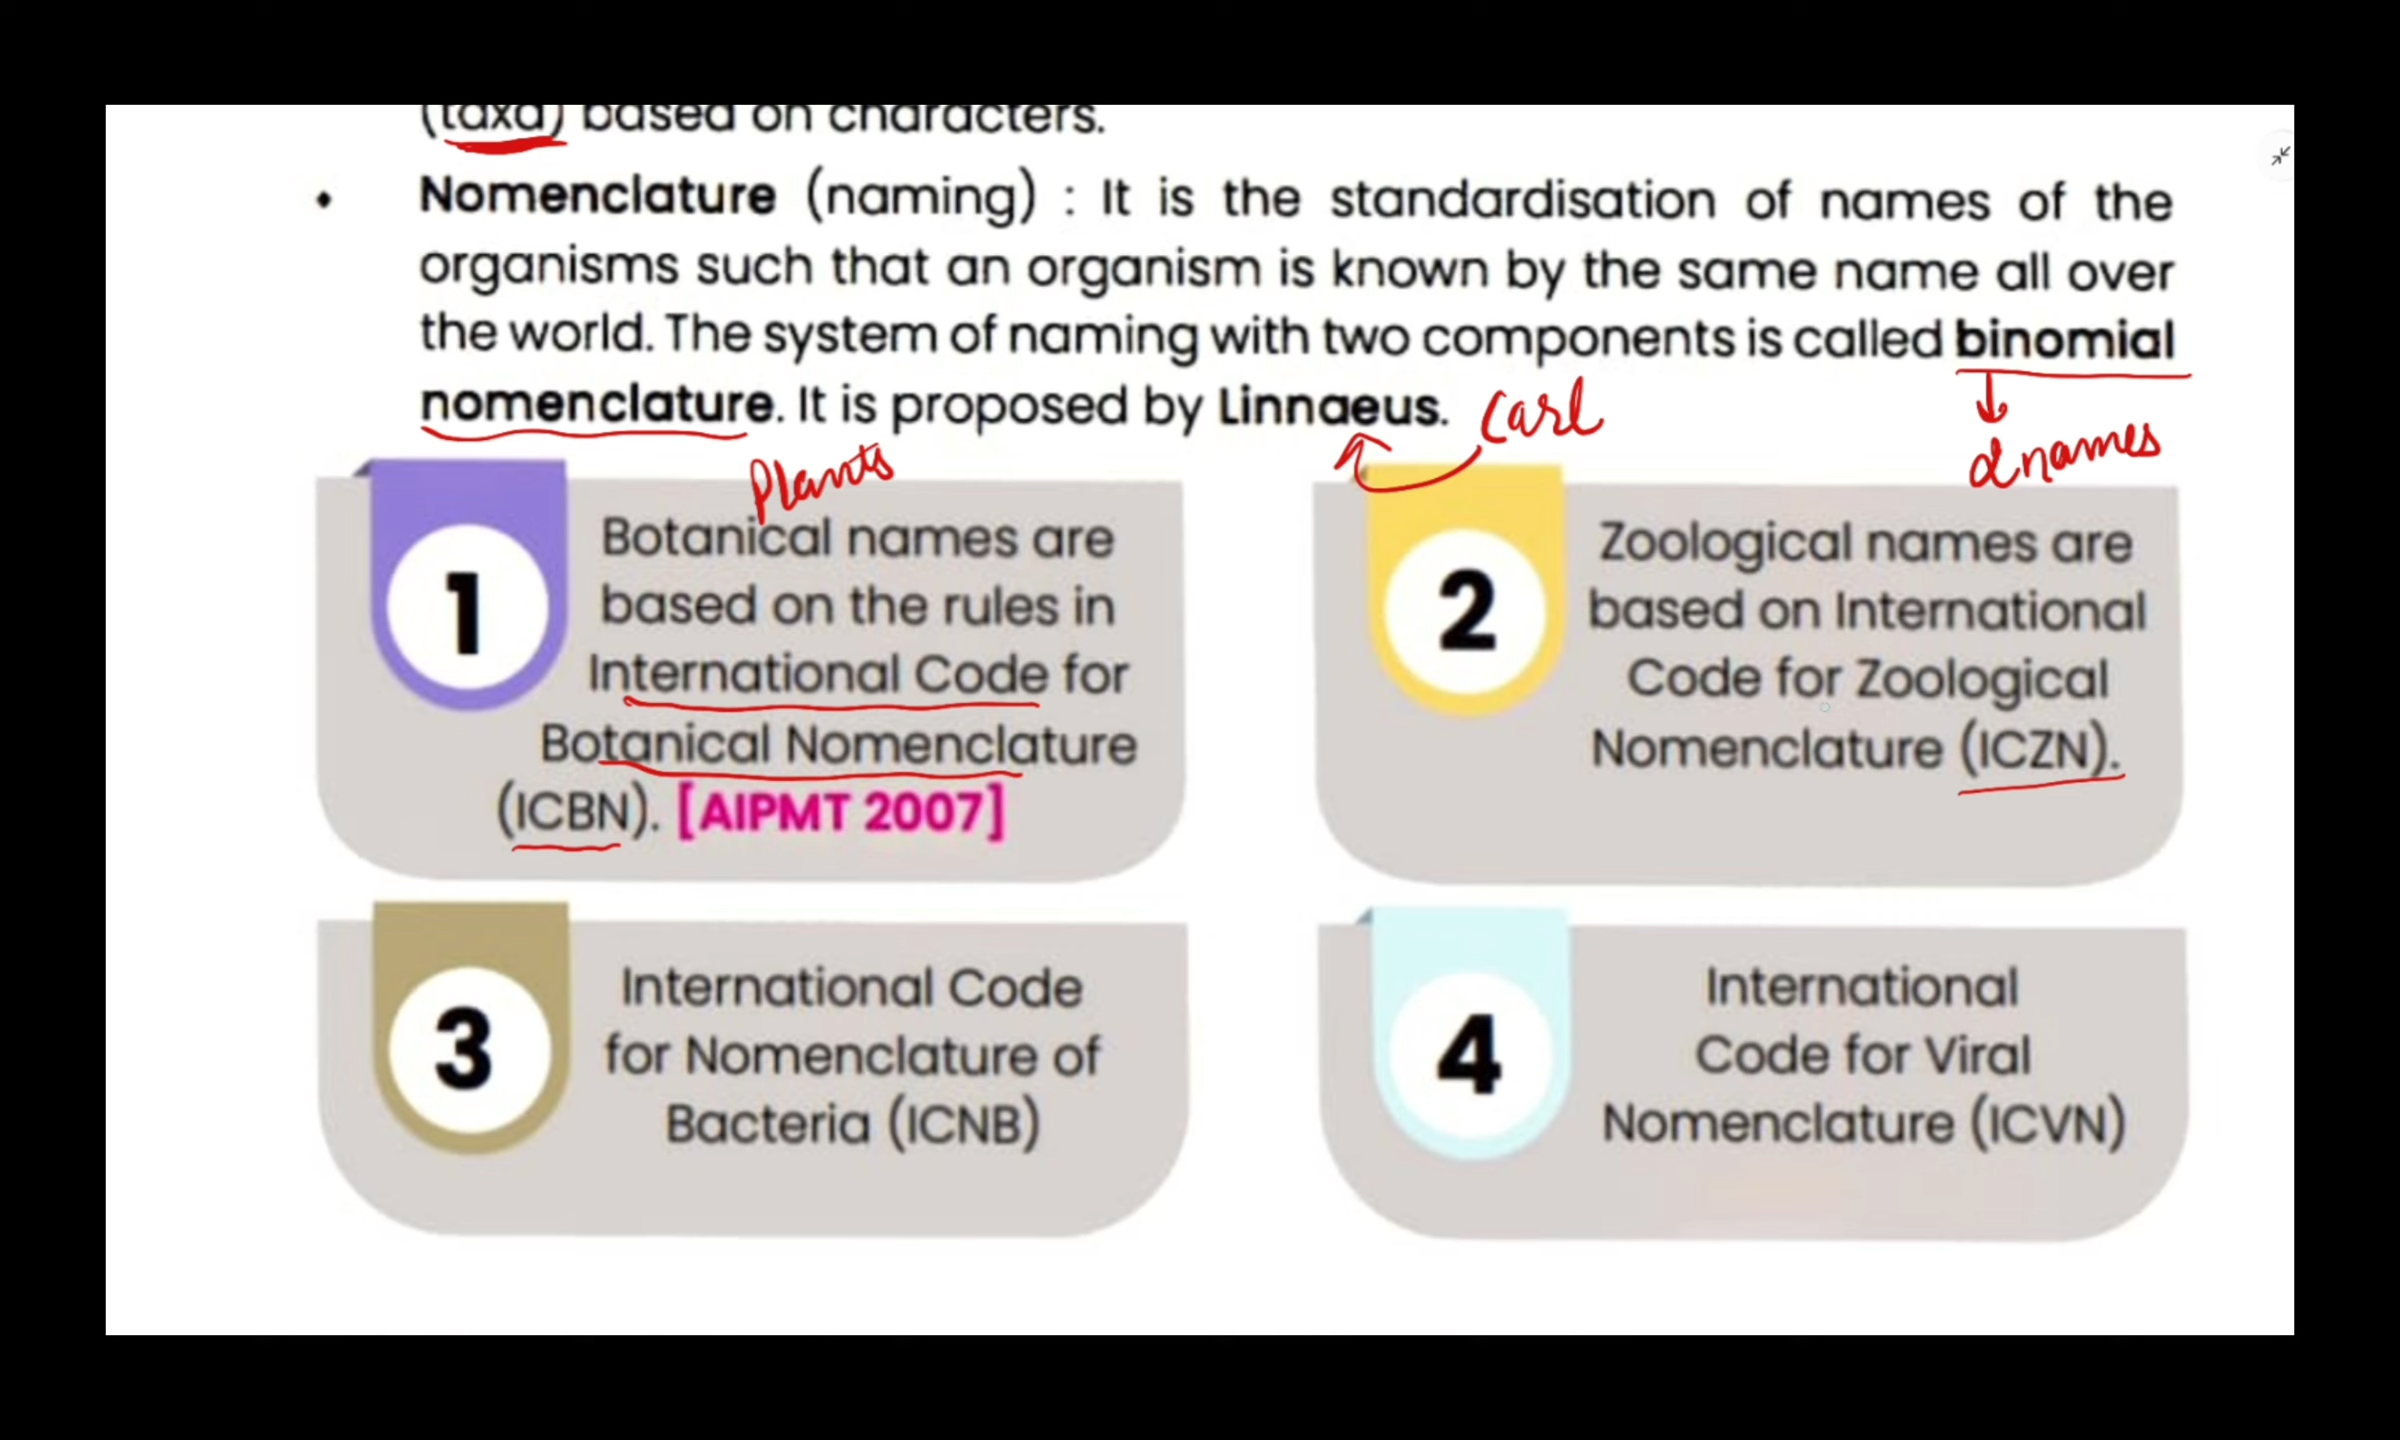 (taxa) based on characters.
Nomenclature (naming) : It is the standardisation of names of the
organisms such that an organism is known by the same name all over
the world. The system of naming with two components is called binomial
nomenclature. It is proposed by Linnaeus.
Carl
2 names
Plants
1
Botanical names are
based on the rules in
International Code for
Botanical Nomenclature
(ICBN). [AIPMT 2007]
2
Zoological names are
based on International
Code for Zoological
Nomenclature (ICZN).
3
International Code
for Nomenclature of
Bacteria (ICNB)
4
International
Code for Viral
Nomenclature (ICVN)